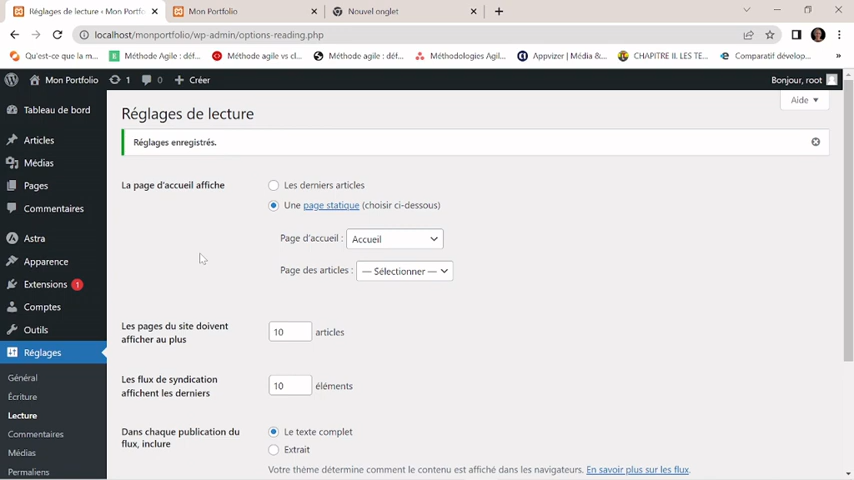 Réglages de lecture ‹ Mon Portfo
Mon Portfolio
Nouvel onglet
localhost/monportfolio/wp-admin/options-reading.php
Qu'est-ce que la m...
Méthode Agile : déf...
Méthode agile vs cl...
Méthode Agile : déf...
Méthodologies Agil...
Appvizer | Média &...
CHAPITRE II. LES TE...
Comparatif dévelop...
Mon Portfolio
1
0
Créer
Bonjour, root
Aide
Tableau de bord
Articles
Médias
Pages
Commentaires
Astra
Apparence
Extensions 1
Comptes
Outils
Réglages
Général
Écriture
Lecture
Commentaires
Médias
Permaliens
Réglages de lecture
Réglages enregistrés.
La page d'accueil affiche
Les derniers articles
Une page statique (choisir ci-dessous)
Page d'accueil : Accueil
Page des articles : — Sélectionner —
Les pages du site doivent
afficher au plus
10 articles
Les flux de syndication
affichent les derniers
10 éléments
Dans chaque publication du
flux, inclure
Le texte complet
Extrait
Votre thème détermine comment le contenu est affiché dans les navigateurs. En savoir plus sur les flux.